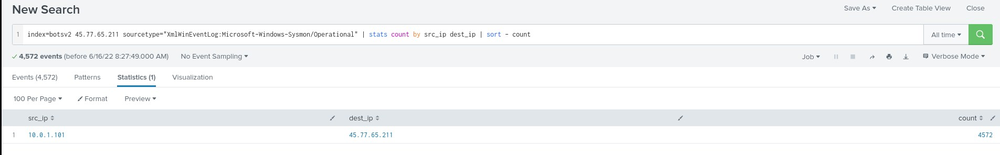 New Search
Save As Create Table View Close
1 index=botsv2 45.77.65.211 sourcetype="XmlWinEventLog:Microsoft-Windows-Sysmon/Operational" | stats count by src_ip dest_ip | sort - count All time
4,572 events (before 6/16/22 8:27:49.000 AM) No Event Sampling Job Verbose Mode
Events (4,572) Patterns Statistics (1) Visualization
100 Per Page Format Preview
src_ip dest_ip count
1 10.0.1.101 45.77.65.211 4572